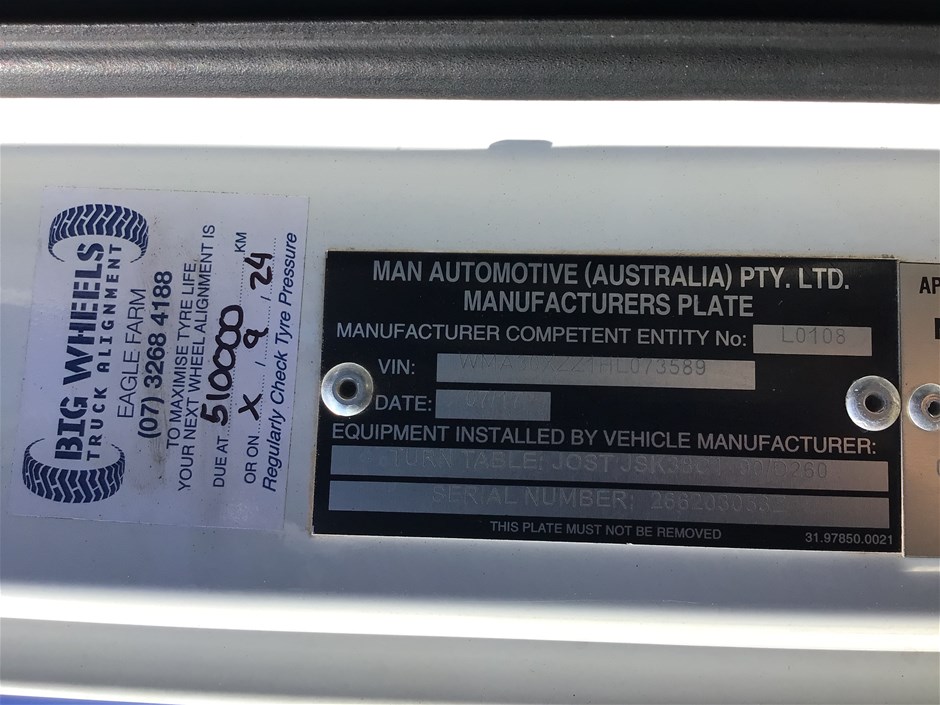 BIG WHEELS
TRUCK ALIGNMENT
EAGLE FARM
(07) 3268 4188
TO MAXIMISE TYRE LIFE
YOUR NEXT WHEEL ALIGNMENT IS
DUE AT 510000 KM
OR ON X / 9 / 24
Regularly Check Tyre Pressure
MAN AUTOMOTIVE (AUSTRALIA) PTY. LTD.
MANUFACTURERS PLATE
MANUFACTURER COMPETENT ENTITY No: L0108
VIN:
DATE:
EQUIPMENT INSTALLED BY VEHICLE MANUFACTURER:
TURN TABLE: JOST
SERIAL NUMBER:
THIS PLATE MUST NOT BE REMOVED
31.97850.0021
AP